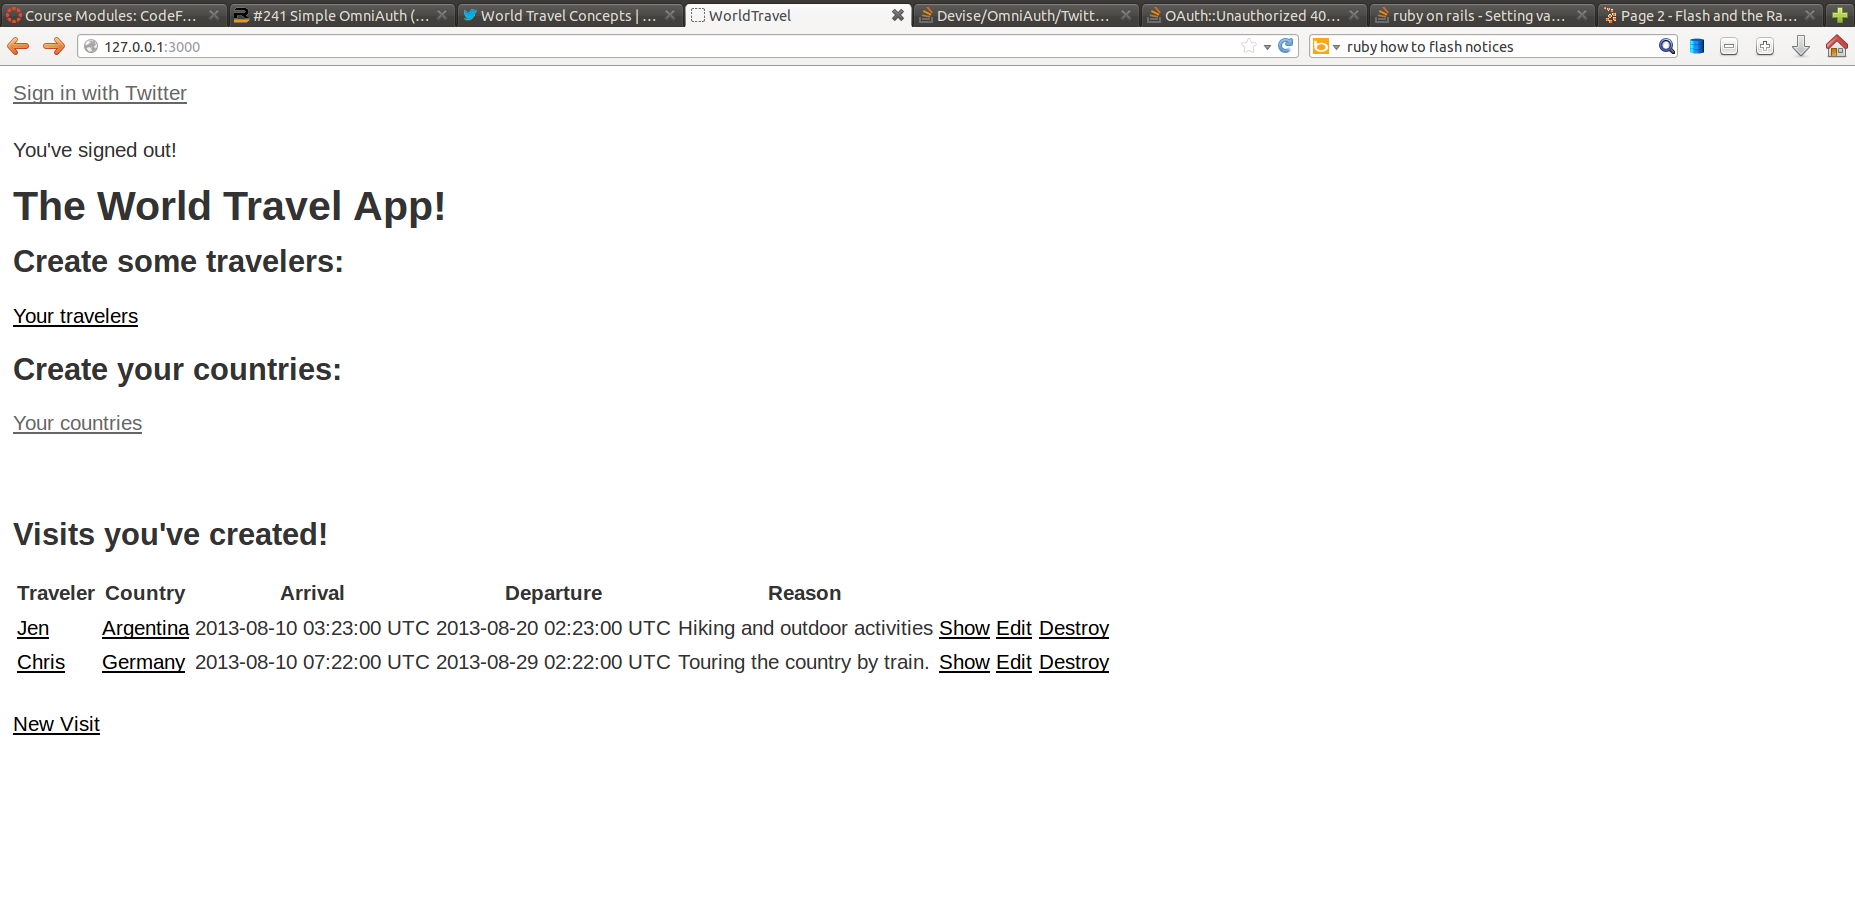 Course Modules: CodeF... #241 Simple OmniAuth (... World Travel Concepts | ... WorldTravel Devise/OmniAuth/Twitt... OAuth::Unauthorized 40... ruby on rails - Setting va... Page 2 - Flash and the Ra...
127.0.0.1:3000 ruby how to flash notices
Sign in with Twitter
You've signed out!
The World Travel App!
Create some travelers:
Your travelers
Create your countries:
Your countries
Visits you've created!
Traveler Country Arrival Departure Reason
Jen Argentina 2013-08-10 03:23:00 UTC 2013-08-20 02:23:00 UTC Hiking and outdoor activities Show Edit Destroy
Chris Germany 2013-08-10 07:22:00 UTC 2013-08-29 02:22:00 UTC Touring the country by train. Show Edit Destroy
New Visit